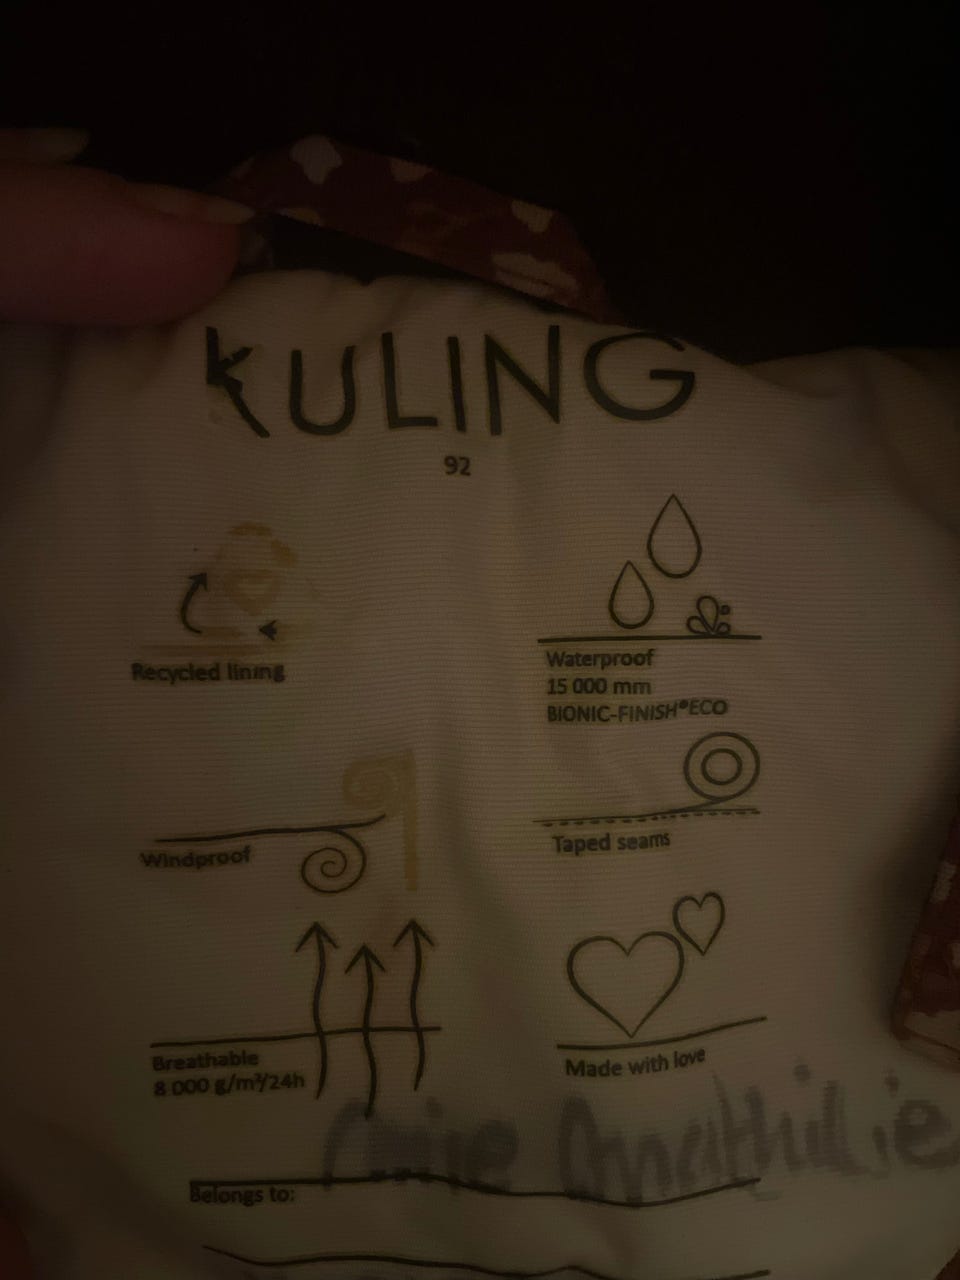 KULING
92
Recycled lining
Waterproof
15 000 mm
BIONIC-FINISH®ECO
Windproof
Taped seams
Breathable
8 000 g/m²/24h
Made with love
Belongs to: